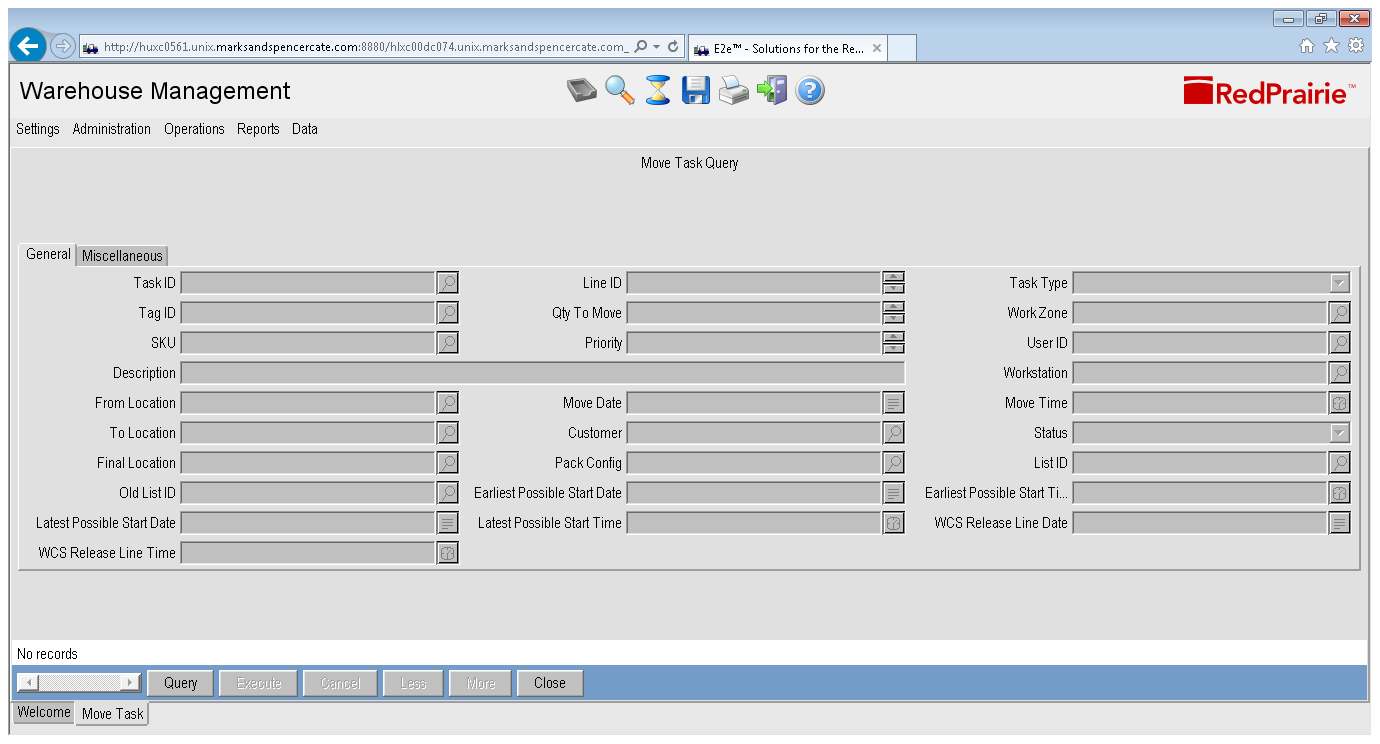 http://huxc0561.unix.marksandspencercate.com:8880/hlxc00dc074.unix.marksandspencercate.com_
E2e™ - Solutions for the Re...
Warehouse Management
RedPrairie™
Settings Administration Operations Reports Data
Move Task Query
General Miscellaneous
Task ID Line ID Task Type
Tag ID Qty To Move Work Zone
SKU Priority User ID
Description Workstation
From Location Move Date Move Time
To Location Customer Status
Final Location Pack Config List ID
Old List ID Earliest Possible Start Date Earliest Possible Start Ti...
Latest Possible Start Date Latest Possible Start Time WCS Release Line Date
WCS Release Line Time
No records
Query Execute Cancel Less More Close
Welcome Move Task